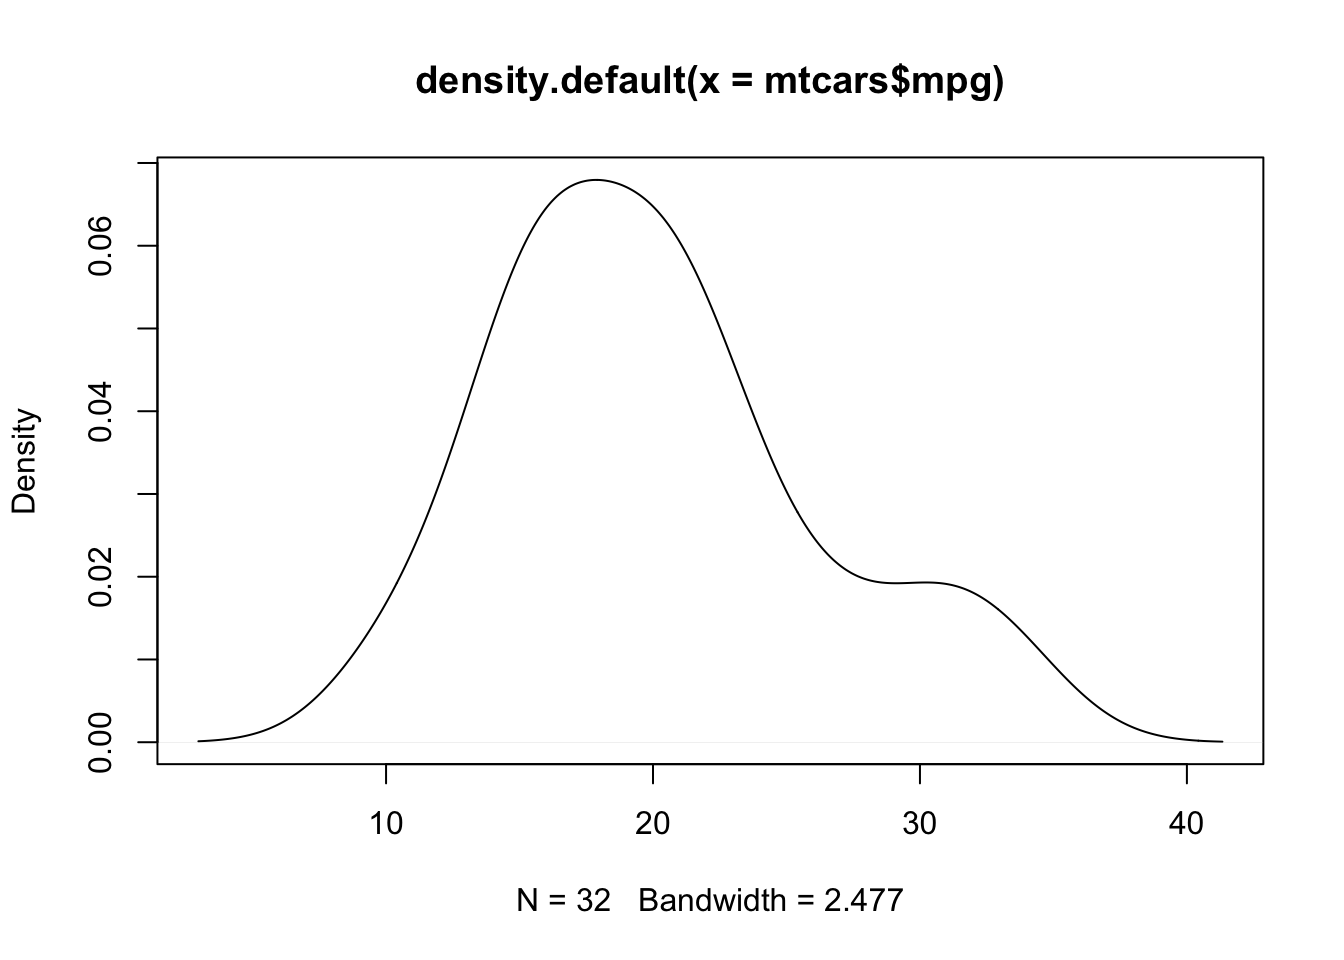 density.default(x = mtcars$mpg)
Density
0.06
0.04
0.02
0.00
10 20 30 40
N = 32 Bandwidth = 2.477